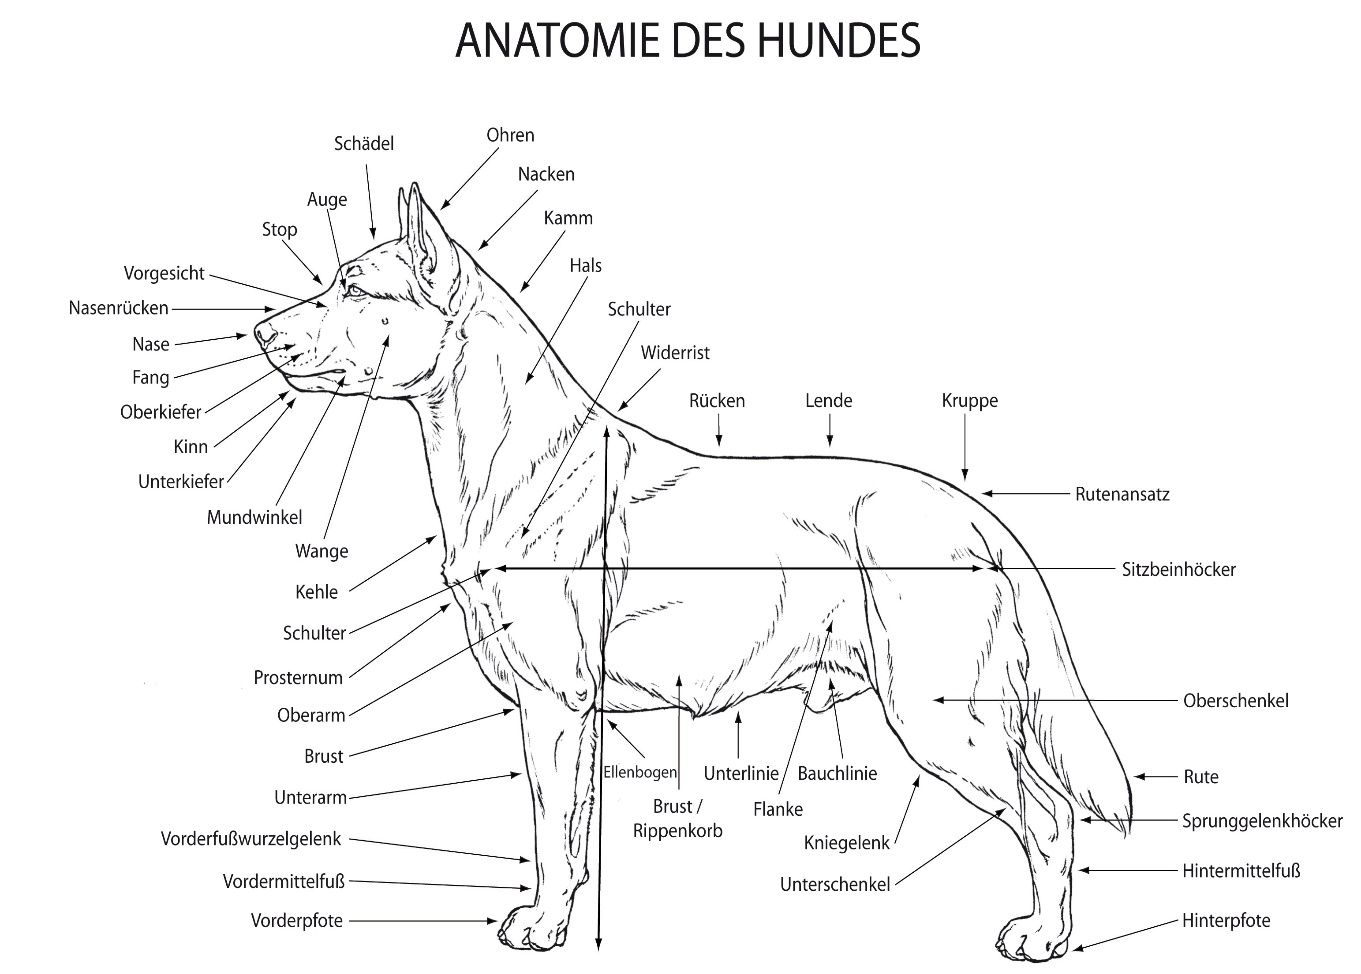 ANATOMIE DES HUNDES
Ohren
Schädel
Nacken
Auge
Kamm
Stop
Hals
Vorgesicht
Nasenrücken
Schulter
Nase
Widerrist
Fang
Rücken
Lende
Kruppe
Oberkiefer
Kinn
Unterkiefer
Rutenansatz
Mundwinkel
Wange
Sitzbeinhöcker
Kehle
Schulter
Prosternum
Oberschenkel
Oberarm
Brust
Ellenbogen
Unterlinie
Bauchlinie
Rute
Unterarm
Brust /
Rippenkorb
Flanke
Sprunggelenkhöcker
Vorderfußwurzelgelenk
Kniegelenk
Hintermittelfuß
Vordermittelfuß
Unterschenkel
Vorderpfote
Hinterpfote